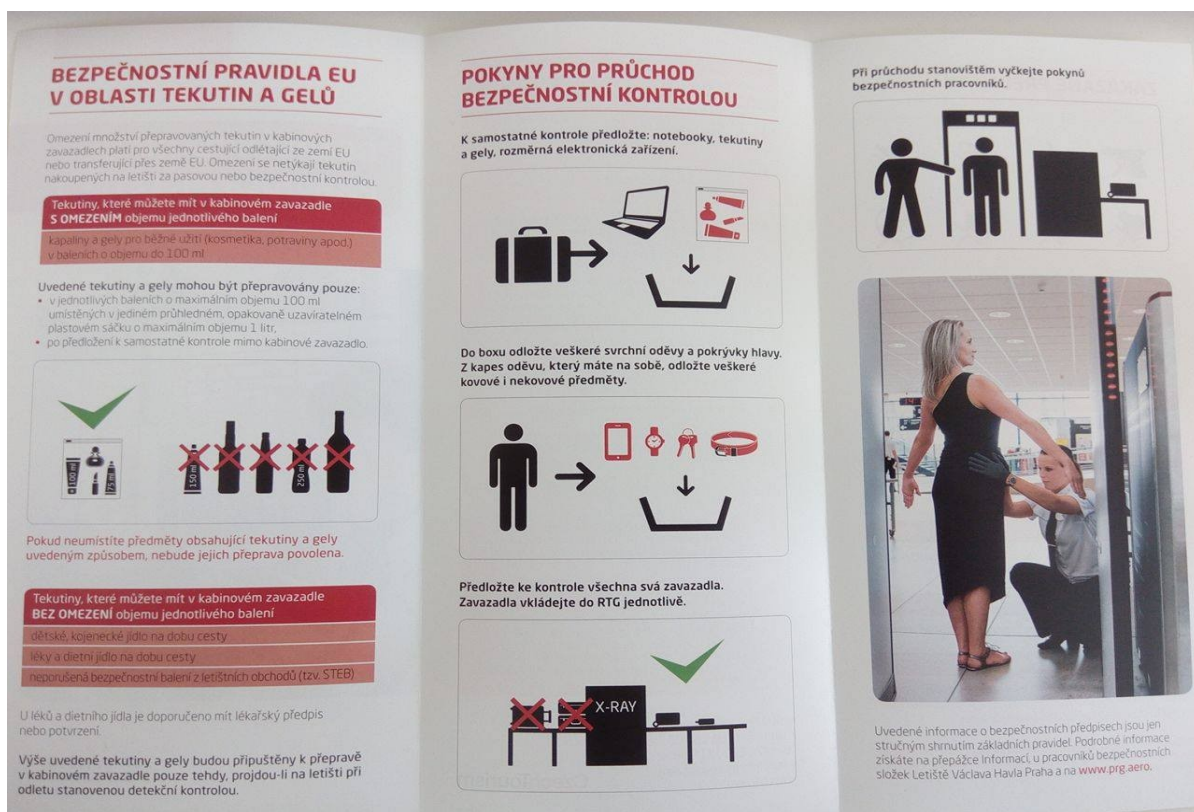 BEZPEČNOSTNÍ PRAVIDLA EU
V OBLASTI TEKUTIN A GELŮ
Omezení množství přepravovaných tekutin v kabinových
zavazadlech platí pro všechny cestující odlétající ze zemí EU
nebo transferující přes země EU. Omezení se netýkají tekutin
nakoupených na letišti za pasovou nebo bezpečnostní kontrolou.
Tekutiny, které můžete mít v kabinovém zavazadle
S OMEZENÍM objemu jednotlivého balení
kapaliny a gely pro běžné užití (kosmetika, potraviny apod.)
v baleních o objemu do 100 ml
Uvedené tekutiny a gely mohou být přepravovány pouze:
• v jednotlivých baleních o maximálním objemu 100 ml
umístěných v jediném průhledném, opakovaně uzavíratelném
plastovém sáčku o maximálním objemu 1 litr,
• po předložení k samostatné kontrole mimo kabinové zavazadlo.
100 ml
75 ml
150 ml
250 ml
Pokud neumístíte předměty obsahující tekutiny a gely
uvedeným způsobem, nebude jejich přeprava povolena.
Tekutiny, které můžete mít v kabinovém zavazadle
BEZ OMEZENÍ objemu jednotlivého balení
dětské, kojenecké jídlo na dobu cesty
léky a dietní jídlo na dobu cesty
neporušená bezpečnostní balení z letištních obchodů (tzv. STEB)
U léků a dietního jídla je doporučeno mít lékařský předpis
nebo potvrzení.
Výše uvedené tekutiny a gely budou připuštěny k přepravě
v kabinovém zavazadle pouze tehdy, projdou-li na letišti při
odletu stanovenou detekční kontrolou.
POKYNY PRO PRŮCHOD
BEZPEČNOSTNÍ KONTROLOU
K samostatné kontrole předložte: notebooky, tekutiny
a gely, rozměrná elektronická zařízení.
Do boxu odložte veškeré svrchní oděvy a pokrývky hlavy.
Z kapes oděvu, který máte na sobě, odložte veškeré
kovové i nekovové předměty.
Předložte ke kontrole všechna svá zavazadla.
Zavazadla vkládejte do RTG jednotlivě.
X-RAY
Při průchodu stanovištěm vyčkejte pokynů
bezpečnostních pracovníků.
Uvedené informace o bezpečnostních předpisech jsou jen
stručným shrnutím základních pravidel. Podrobné informace
získáte na přepážce Informací, u pracovníků bezpečnostních
složek Letiště Václava Havla Praha a na www.prg.aero.